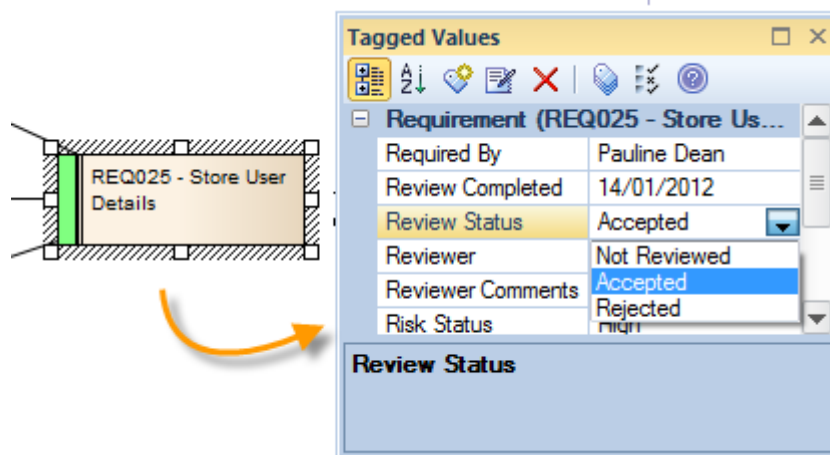 Tagged Values
Requirement (REQ025 - Store Us...
REQ025 - Store User
Details
Required By Pauline Dean
Review Completed 14/01/2012
Review Status Accepted
Reviewer
Not Reviewed
Accepted
Reviewer Comments
Rejected
Risk Status High
Review Status